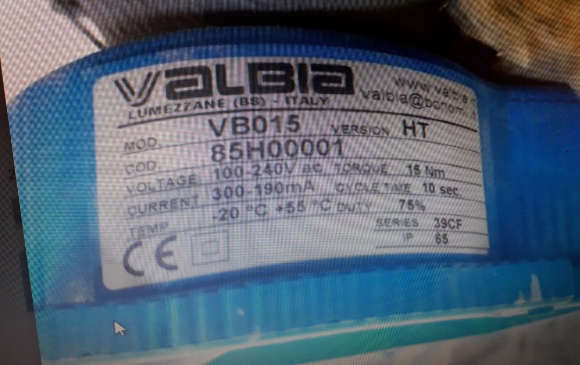 VALBIA
LUMEZZANE (BS) - ITALY
www.valbia.
valbia@bonomi.
MOD. VB015 VERSION HT
COD. 85H00001
VOLTAGE 100-240V AC TORQUE 15 Nm
CURRENT 300-190mA CYCLE TIME 10 sec.
TEMP. -20 °C +55 °C DUTY 75%
SERIES 39CF
IP 65
CE